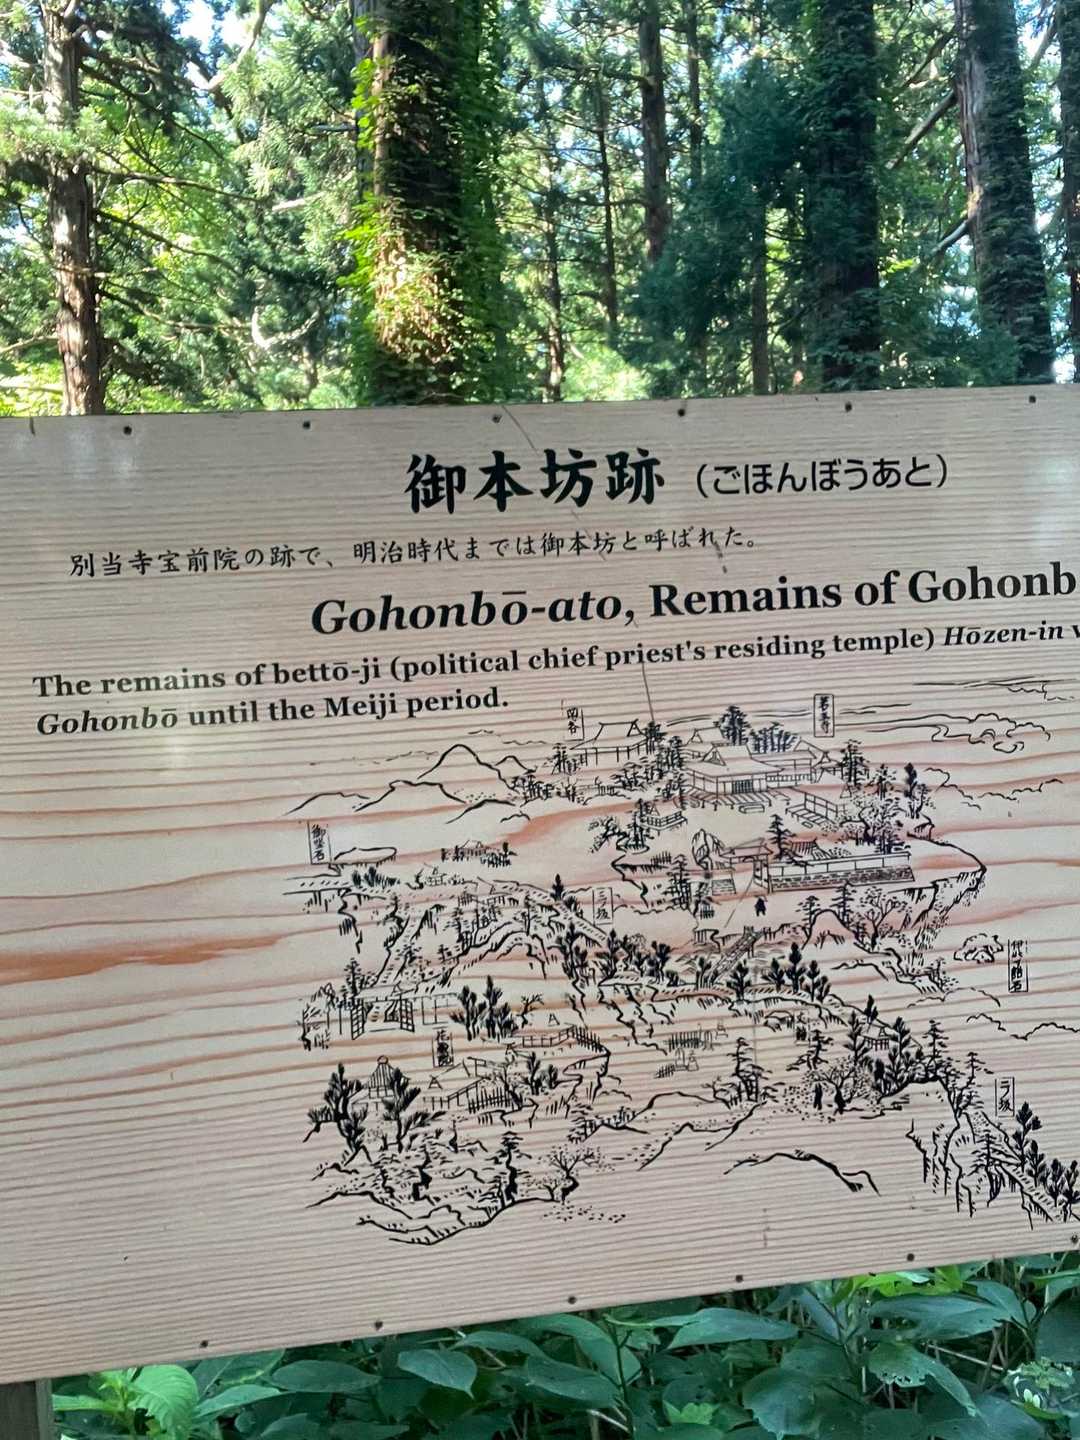 御本坊跡 (ごほんぼうあと)
別当寺宝前院の跡で、明治時代までは御本坊と呼ばれた。
Gohonbō-ato, Remains of Gohonb
The remains of bettō-ji (political chief priest's residing temple) Hōzen-in
Gohonbō until the Meiji period.
二ノ坂